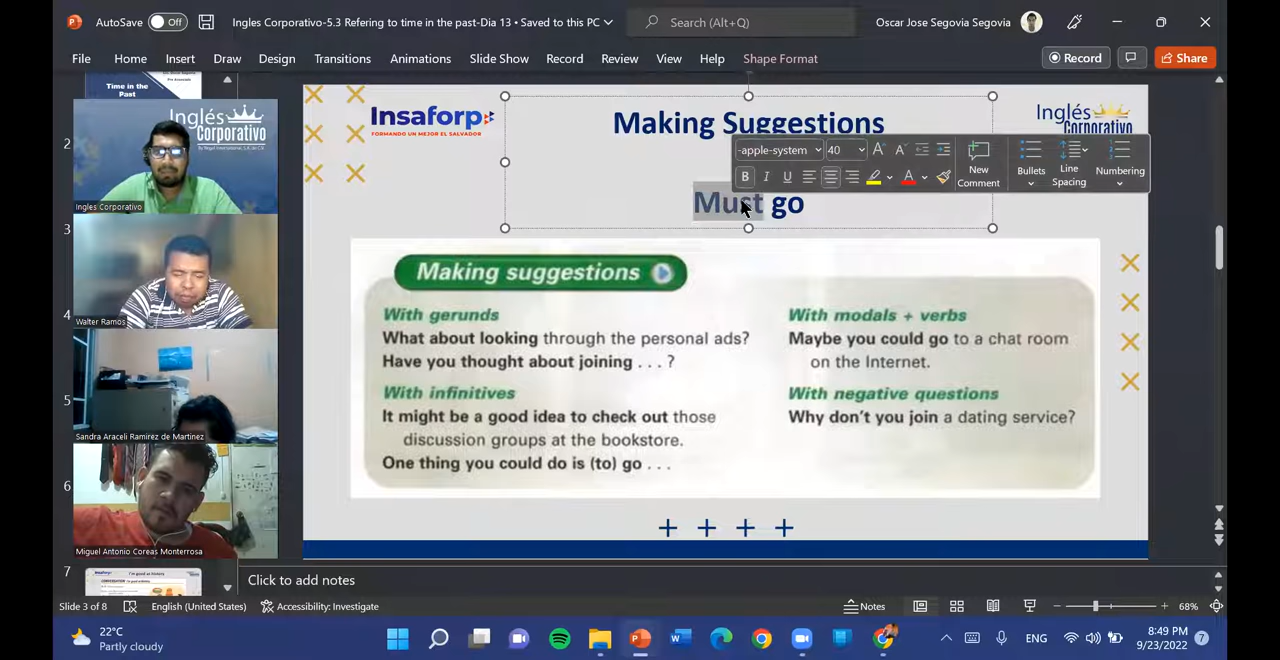 AutoSave Off Ingles Corporativo-5.3 Refering to time in the past-Dia 13 • Saved to this PC Search (Alt+Q) Oscar Jose Segovia Segovia
File Home Insert Draw Design Transitions Animations Slide Show Record Review View Help Shape Format Record Share
Time in the
Past
2
Inglés
Corporativo
Ingles Corporativo
3
Walter Ramos
4
5
Sandra Araceli Ramirez de Martinez
6
Miguel Antonio Coreas Monterrosa
7
Insaforp
FORMANDO UN MEJOR EL SALVADOR
Making Suggestions
Inglés
Corporativo
-apple-system 40
New
Comment
Bullets
Line
Spacing
Numbering
Must go
Making suggestions
With gerunds
What about looking through the personal ads?
Have you thought about joining . . . ?
With infinitives
It might be a good idea to check out those
discussion groups at the bookstore.
One thing you could do is (to) go . . .
With modals + verbs
Maybe you could go to a chat room
on the Internet.
With negative questions
Why don't you join a dating service?
Click to add notes
Slide 3 of 8 English (United States) Accessibility: Investigate Notes 68%
22°C
Partly cloudy
ENG
8:49 PM
9/23/2022
7